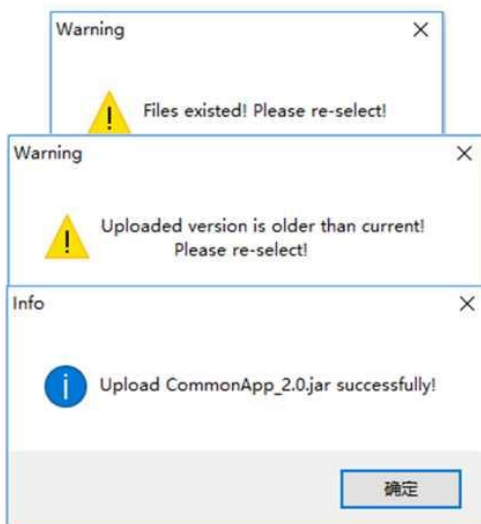 Warning
Files existed! Please re-select!
Warning
Uploaded version is older than current!
Please re-select!
Info
Upload CommonApp_2.0.jar successfully!
确定